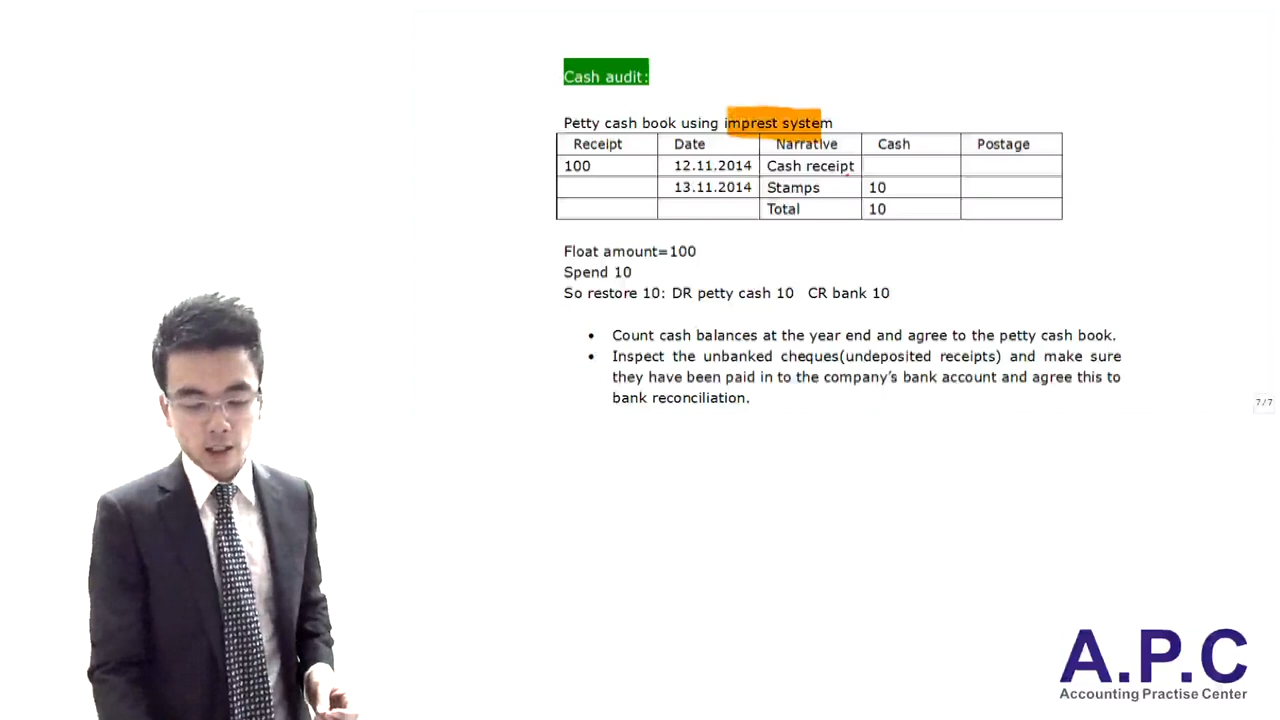 Cash audit:
Petty cash book using imprest system
Receipt Date Narrative Cash Postage
100 12.11.2014 Cash receipt
13.11.2014 Stamps 10
Total 10
Float amount=100
Spend 10
So restore 10: DR petty cash 10 CR bank 10
• Count cash balances at the year end and agree to the petty cash book.
• Inspect the unbanked cheques(undeposited receipts) and make sure
they have been paid in to the company's bank account and agree this to
bank reconciliation.
7/7
A.P.C
Accounting Practise Center